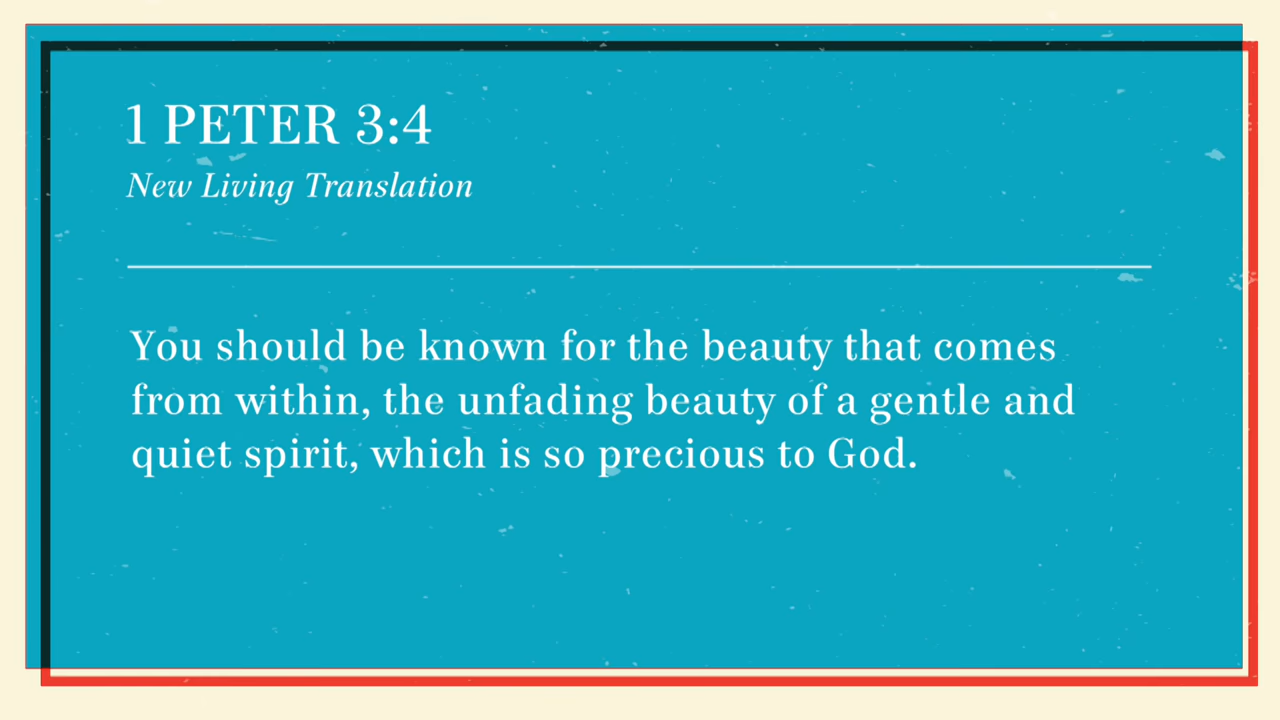 1 PETER 3:4
New Living Translation
You should be known for the beauty that comes
from within, the unfading beauty of a gentle and
quiet spirit, which is so precious to God.